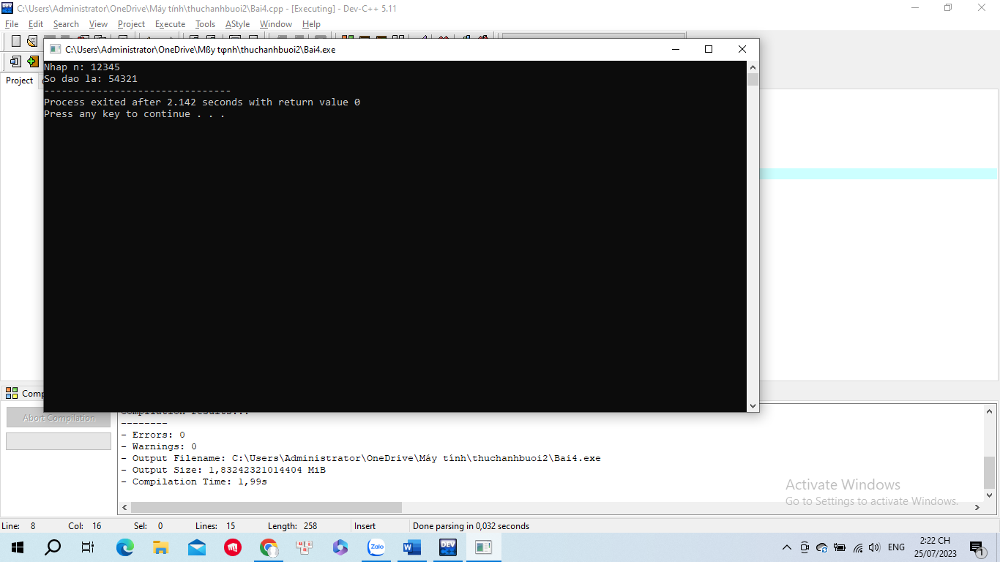 C:\Users\Administrator\OneDrive\Máy tính\thuchanhbuoi2\Bai4.cpp - [Executing] - Dev-C++ 5.11
File Edit Search View Project Execute Tools AStyle Window Help
C:\Users\Administrator\OneDrive\Mßy tφnh\thuchanhbuoi2\Bai4.exe
Project
Nhap n: 12345
So dao la: 54321
--------------------------------
Process exited after 2.142 seconds with return value 0
Press any key to continue . . .
Abort Compilation
Compilation results...
--------
- Errors: 0
- Warnings: 0
- Output Filename: C:\Users\Administrator\OneDrive\Máy tính\thuchanhbuoi2\Bai4.exe
- Output Size: 1,83242321014404 MiB
- Compilation Time: 1,99s
Activate Windows
Go to Settings to activate Windows.
Line: 8 Col: 16 Sel: 0 Lines: 15 Length: 258 Insert Done parsing in 0,032 seconds
Zalo
DEV C++
ENG
2:22 CH
25/07/2023
1